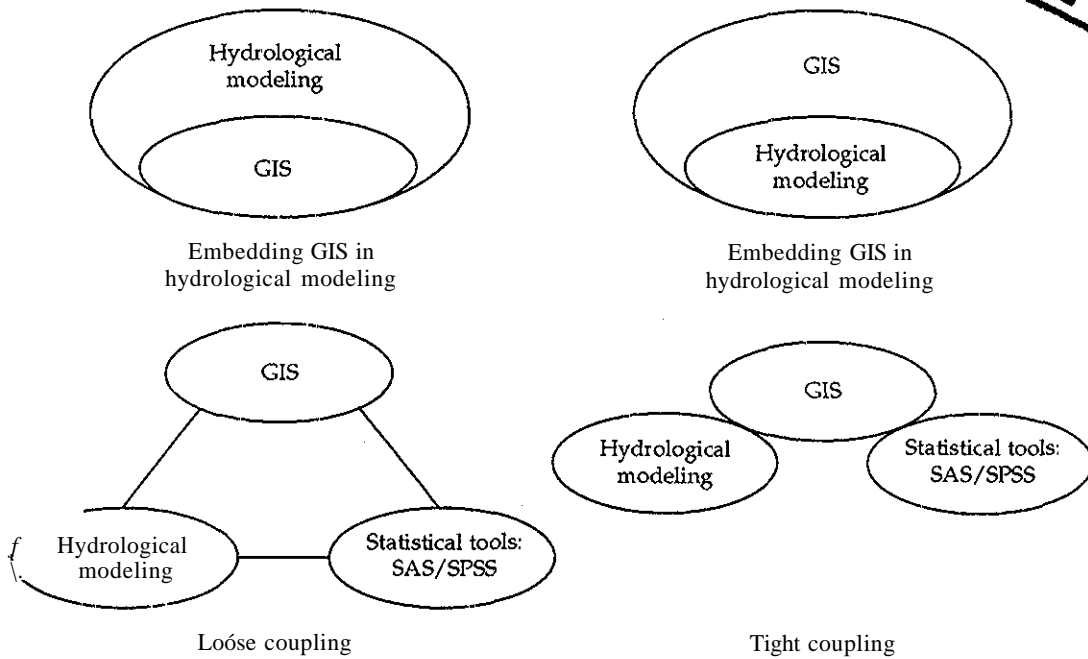 Hydrological
modeling
GIS
Embedding GIS in
hydrological modeling
GIS
Hydrological
modeling
Embedding GIS in
hydrological modeling
GIS
Hydrological
modeling
Statistical tools:
SAS/SPSS
Loóse coupling
GIS
Hydrological
modeling
Statistical tools:
SAS/SPSS
Tight coupling